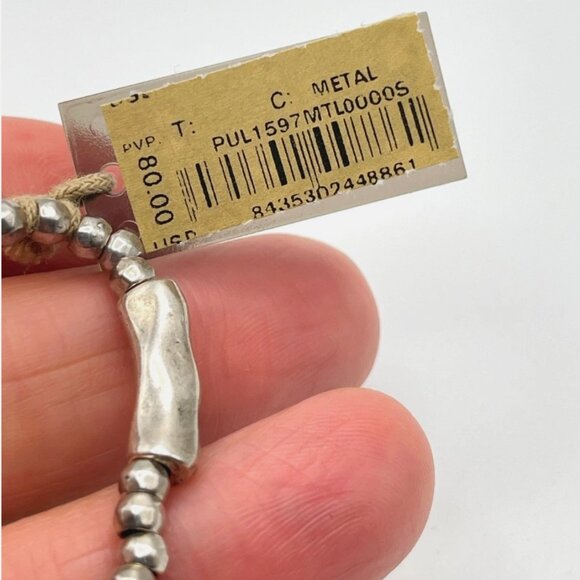 C: METAL
T:
PUL1597MTL0000S
PVP.
80.00
USD
8435302448861